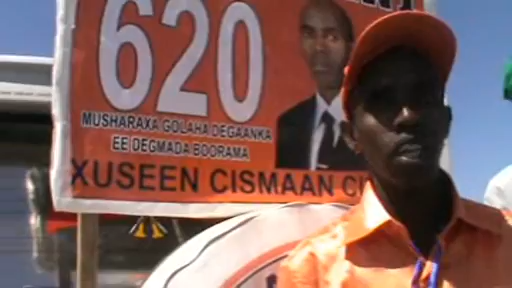 620
MUSHARAXA GOLAHA DEGAANKA
EE DEGMADA BOORAMA
XUSEEN CISMAAN